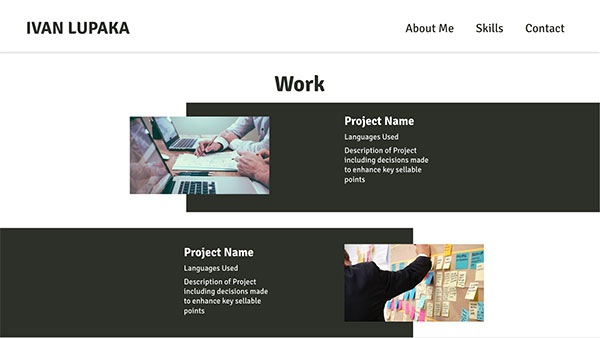 IVAN LUPAKA
About Me Skills Contact
Work
Project Name
Languages Used
Description of Project
including decisions made
to enhance key sellable
points
Project Name
Languages Used
Description of Project
including decisions made
to enhance key sellable
points